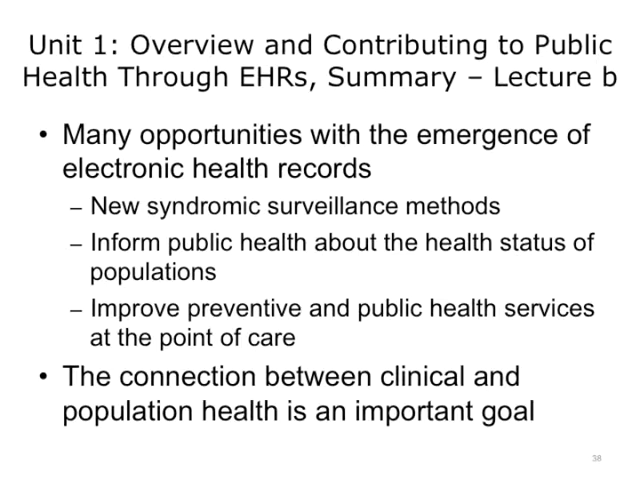 Unit 1: Overview and Contributing to Public
Health Through EHRs, Summary – Lecture b
• Many opportunities with the emergence of
electronic health records
– New syndromic surveillance methods
– Inform public health about the health status of
populations
– Improve preventive and public health services
at the point of care
• The connection between clinical and
population health is an important goal
38